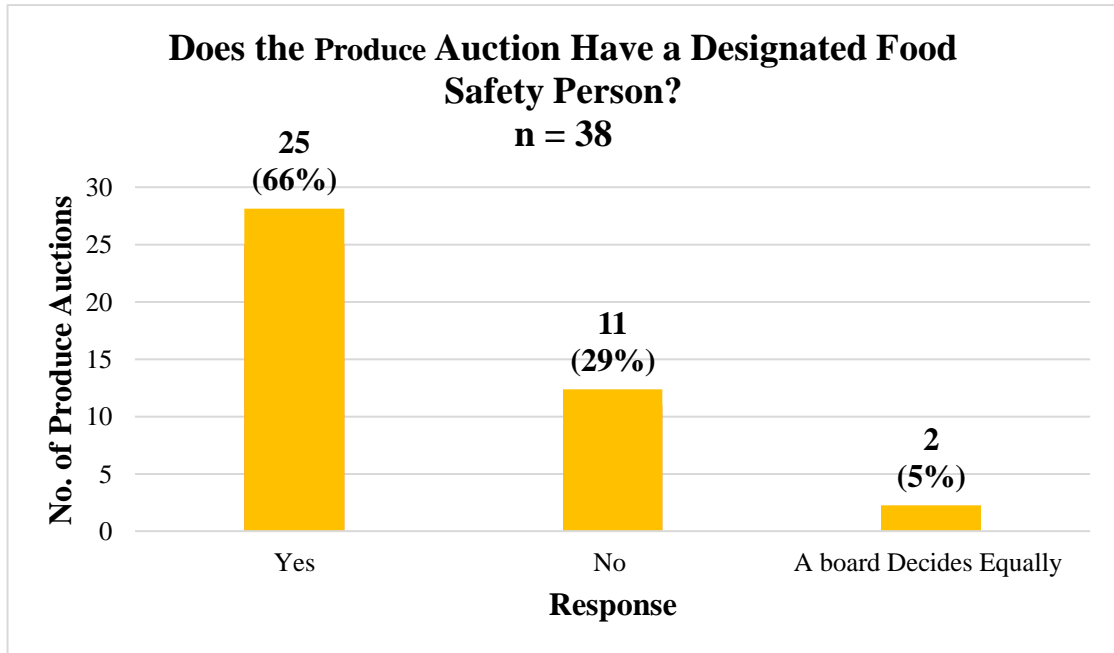 Does the Produce Auction Have a Designated Food
Safety Person?
n = 38
25
(66%)
11
(29%)
2
(5%)
No. of Produce Auctions
30
25
20
15
10
5
0
Yes
No
A board Decides Equally
Response